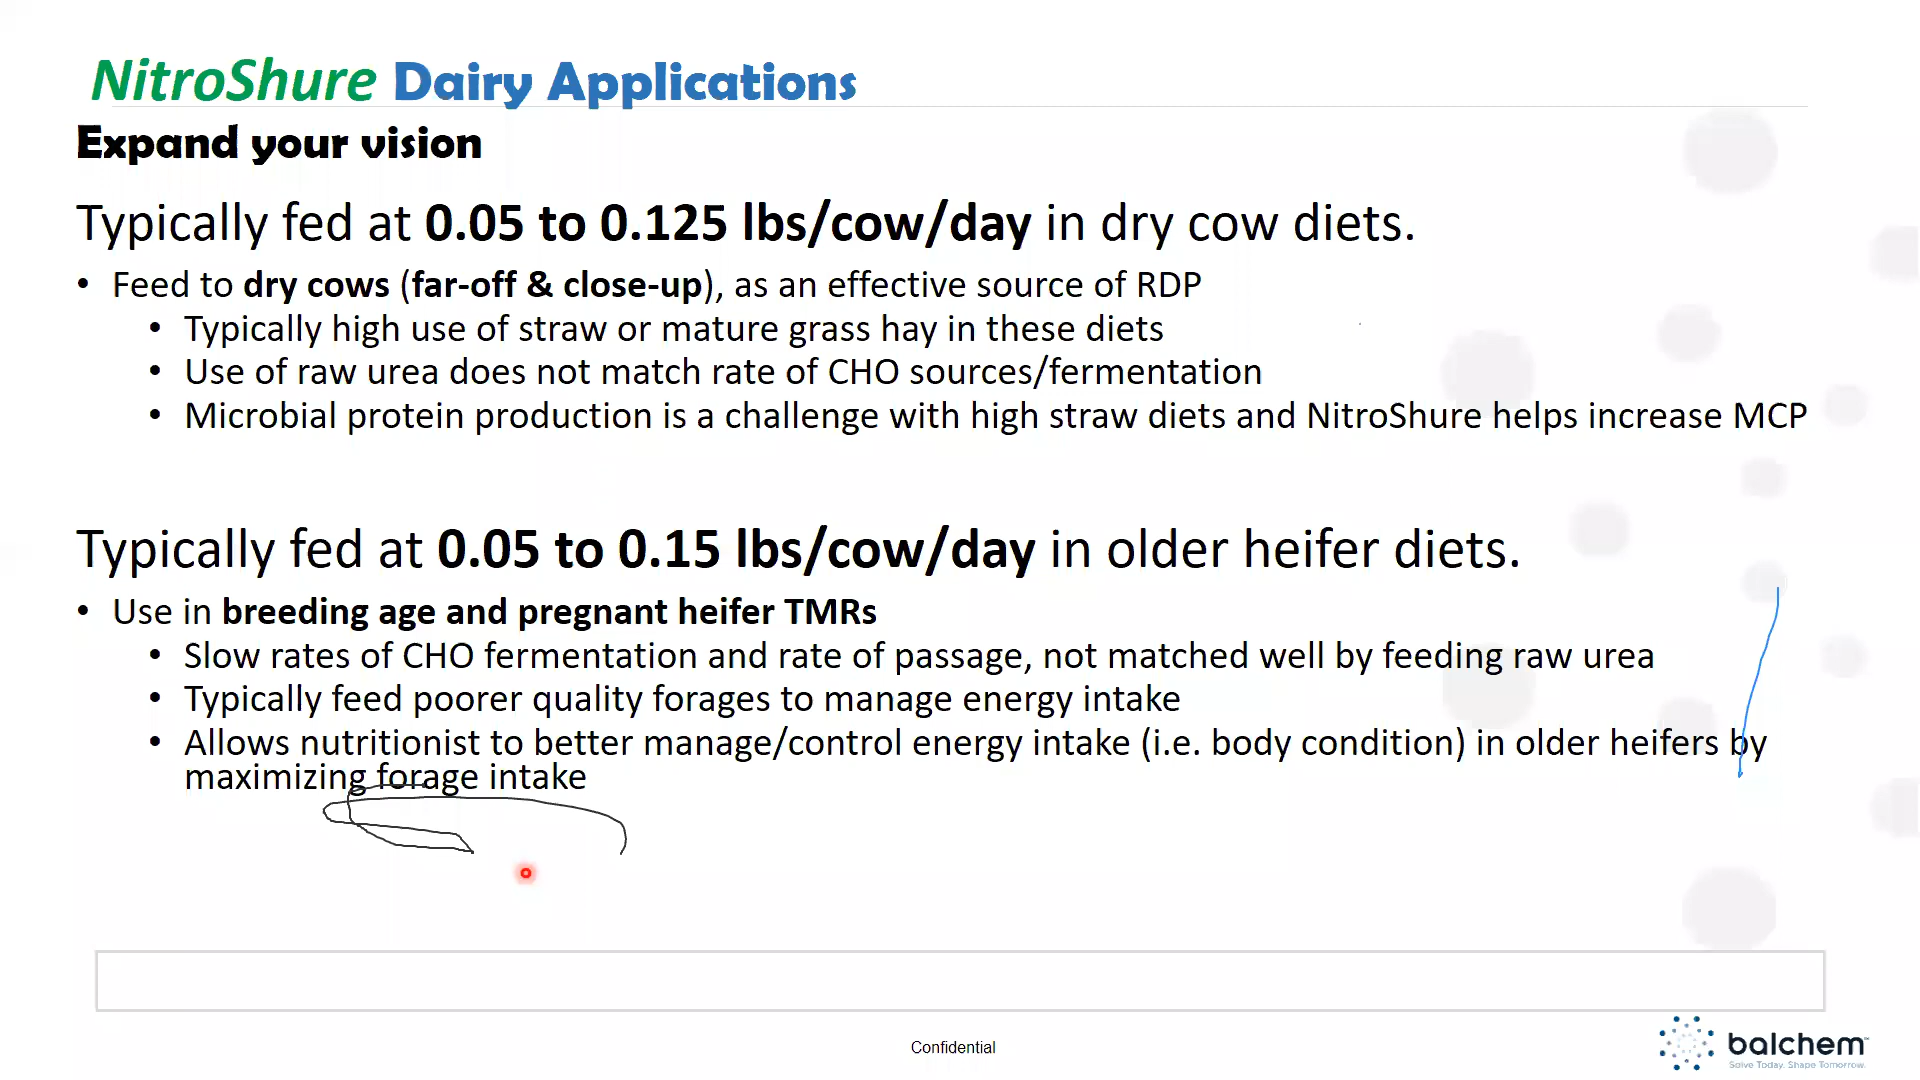 NitroShure Dairy Applications
Expand your vision
Typically fed at 0.05 to 0.125 lbs/cow/day in dry cow diets.
• Feed to dry cows (far-off & close-up), as an effective source of RDP
• Typically high use of straw or mature grass hay in these diets
• Use of raw urea does not match rate of CHO sources/fermentation
• Microbial protein production is a challenge with high straw diets and NitroShure helps increase MCP
Typically fed at 0.05 to 0.15 lbs/cow/day in older heifer diets.
• Use in breeding age and pregnant heifer TMRs
• Slow rates of CHO fermentation and rate of passage, not matched well by feeding raw urea
• Typically feed poorer quality forages to manage energy intake
• Allows nutritionist to better manage/control energy intake (i.e. body condition) in older heifers by
maximizing forage intake
Confidential
balchem™
Solve Today. Shape Tomorrow.